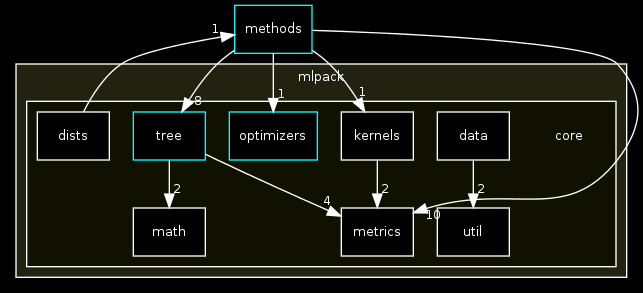 methods
1
mlpack
8
1
1
dists
tree
optimizers
kernels
data
core
2
4
2
2
10
math
metrics
util